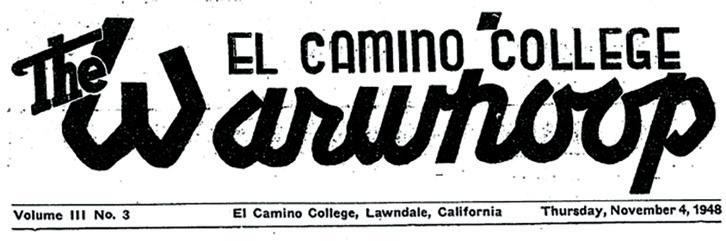 The
EL CAMINO COLLEGE
Warwhoop
Volume III No. 3 El Camino College, Lawndale, California Thursday, November 4, 1948